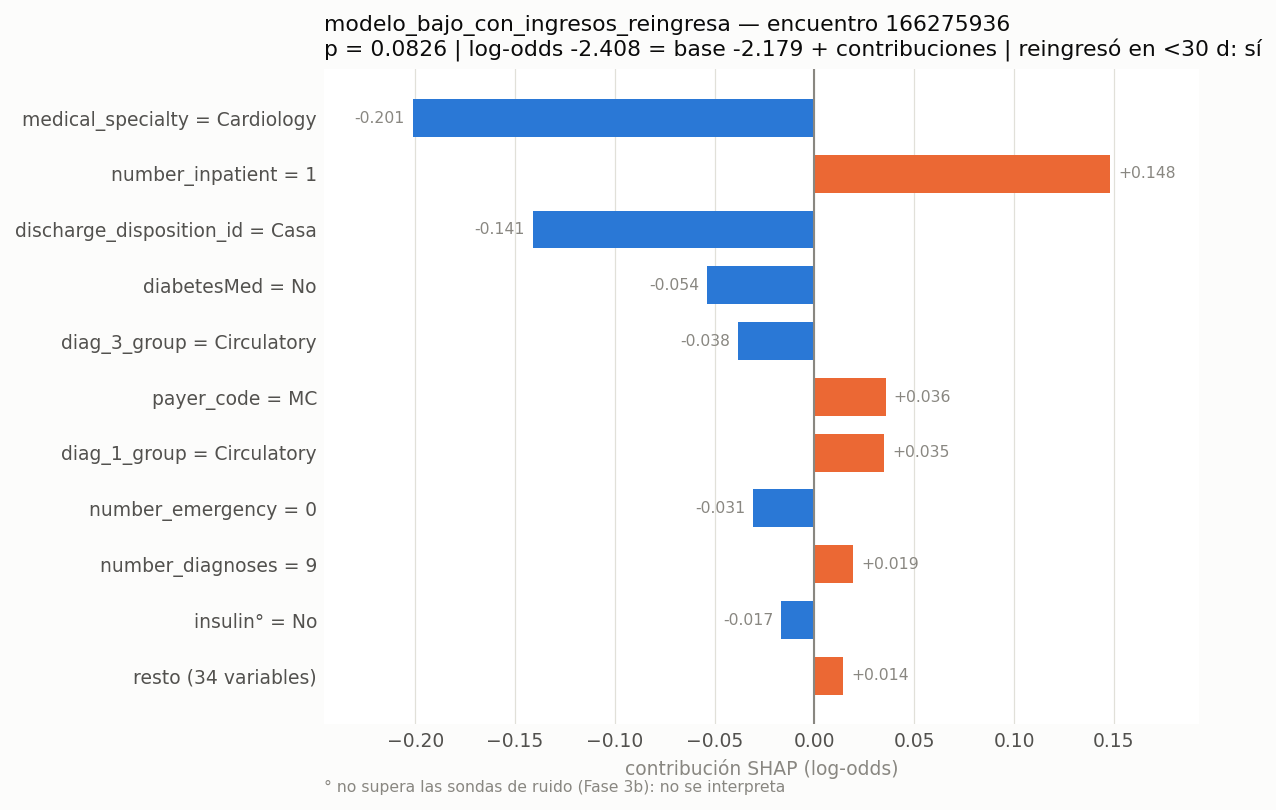 modelo_bajo_con_ingresos_reingresa — encuentro 166275936
p = 0.0826 | log-odds -2.408 = base -2.179 + contribuciones | reingresó en <30 d: sí
medical_specialty = Cardiology
-0.201
number_inpatient = 1
+0.148
discharge_disposition_id = Casa
-0.141
diabetesMed = No
-0.054
diag_3_group = Circulatory
-0.038
payer_code = MC
+0.036
diag_1_group = Circulatory
+0.035
number_emergency = 0
-0.031
number_diagnoses = 9
+0.019
insulin° = No
-0.017
resto (34 variables)
+0.014
−0.20 −0.15 −0.10 −0.05 0.00 0.05 0.10 0.15
contribución SHAP (log-odds)
° no supera las sondas de ruido (Fase 3b): no se interpreta